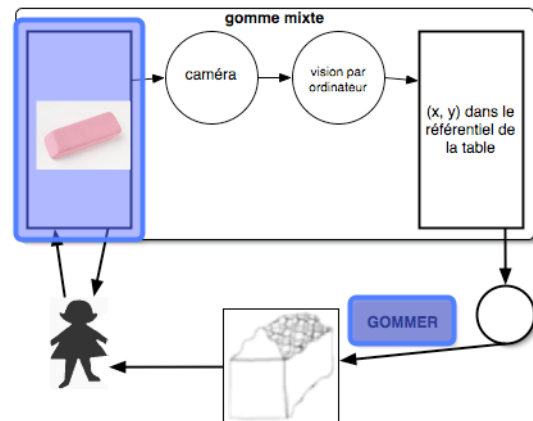 gomme mixte
caméra
vision par
ordinateur
(x, y) dans le
référentiel de
la table
GOMMER